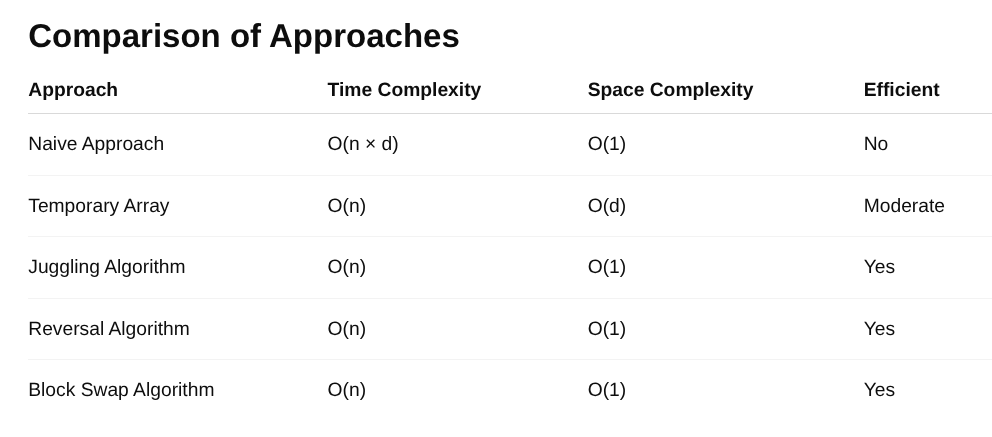 Comparison of Approaches
Approach Time Complexity Space Complexity Efficient
Naive Approach O(n × d) O(1) No
Temporary Array O(n) O(d) Moderate
Juggling Algorithm O(n) O(1) Yes
Reversal Algorithm O(n) O(1) Yes
Block Swap Algorithm O(n) O(1) Yes